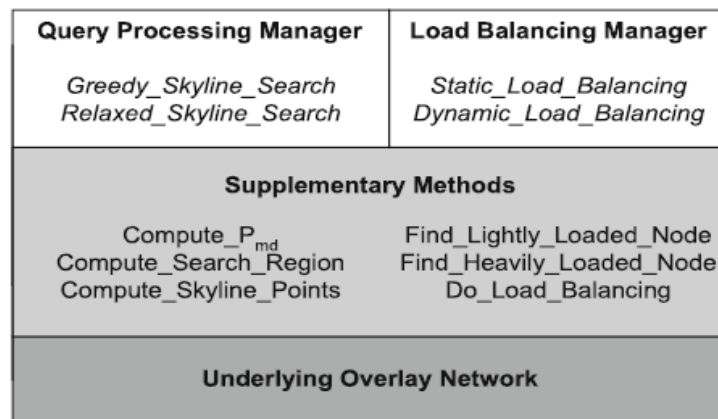 Query Processing Manager
Load Balancing Manager
Greedy_Skyline_Search
Relaxed_Skyline_Search
Static_Load_Balancing
Dynamic_Load_Balancing
Supplementary Methods
Compute_P_md
Compute_Search_Region
Compute_Skyline_Points
Find_Lightly_Loaded_Node
Find_Heavily_Loaded_Node
Do_Load_Balancing
Underlying Overlay Network